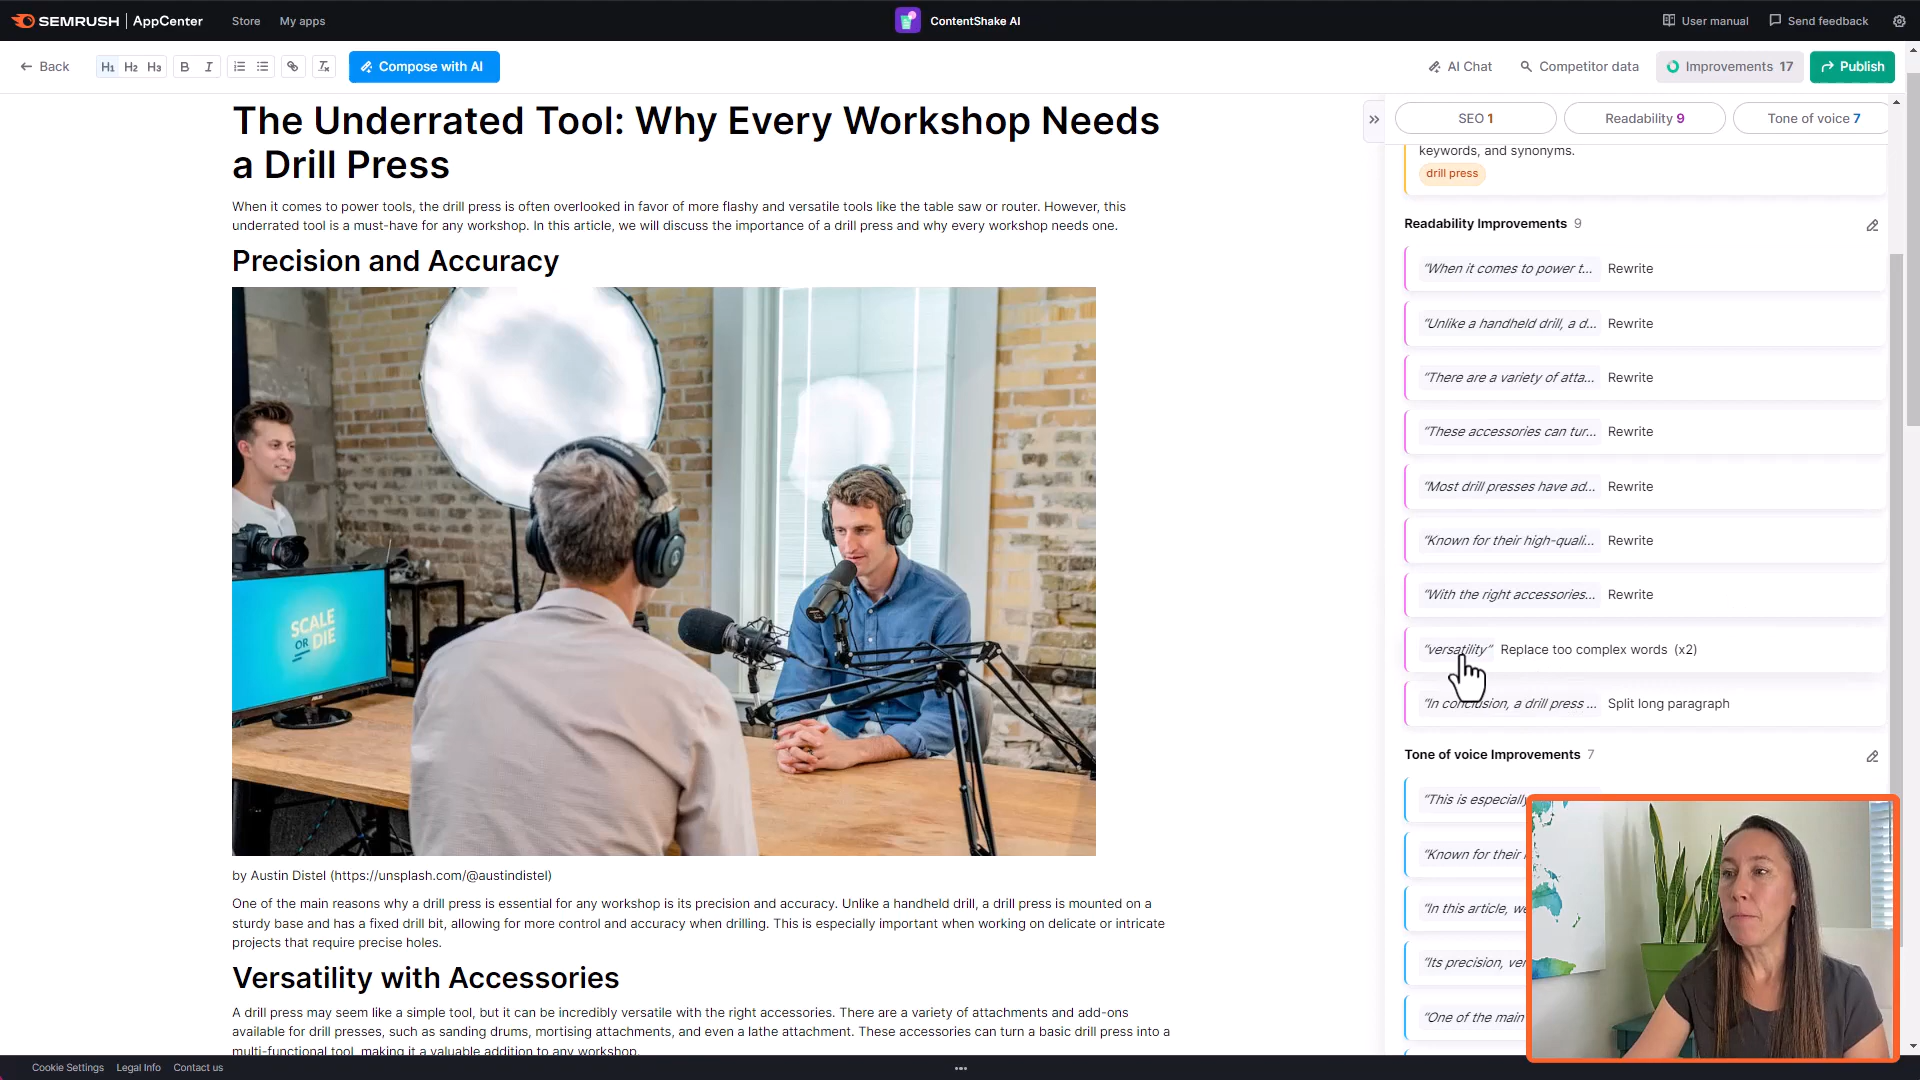 SEMRUSH AppCenter
Store
My apps
ContentShake AI
User manual
Send feedback
Back
H1 H2 H3 B I
Compose with AI
AI Chat
Competitor data
Improvements 17
Publish
The Underrated Tool: Why Every Workshop Needs
a Drill Press
When it comes to power tools, the drill press is often overlooked in favor of more flashy and versatile tools like the table saw or router. However, this
underrated tool is a must-have for any workshop. In this article, we will discuss the importance of a drill press and why every workshop needs one.
Precision and Accuracy
SCALE
OR
DIE
ASUS
by Austin Distel (https://unsplash.com/@austindistel)
One of the main reasons why a drill press is essential for any workshop is its precision and accuracy. Unlike a handheld drill, a drill press is mounted on a
sturdy base and has a fixed drill bit, allowing for more control and accuracy when drilling. This is especially important when working on delicate or intricate
projects that require precise holes.
Versatility with Accessories
A drill press may seem like a simple tool, but it can be incredibly versatile with the right accessories. There are a variety of attachments and add-ons
available for drill presses, such as sanding drums, mortising attachments, and even a lathe attachment. These accessories can turn a basic drill press into a
multi-functional tool, making it a valuable addition to any workshop.
SEO 1
Readability 9
Tone of voice 7
keywords, and synonyms.
drill press
Readability Improvements 9
"When it comes to power t... Rewrite
"Unlike a handheld drill, a d... Rewrite
"There are a variety of atta... Rewrite
"These accessories can tur... Rewrite
"Most drill presses have ad... Rewrite
"Known for their high-quali... Rewrite
"With the right accessories... Rewrite
"versatility" Replace too complex words (x2)
"In conclusion, a drill press ... Split long paragraph
Tone of voice Improvements 7
"This is especially
"Known for their
"In this article, we
"Its precision, ver
"One of the main
Cookie Settings
Legal Info
Contact us